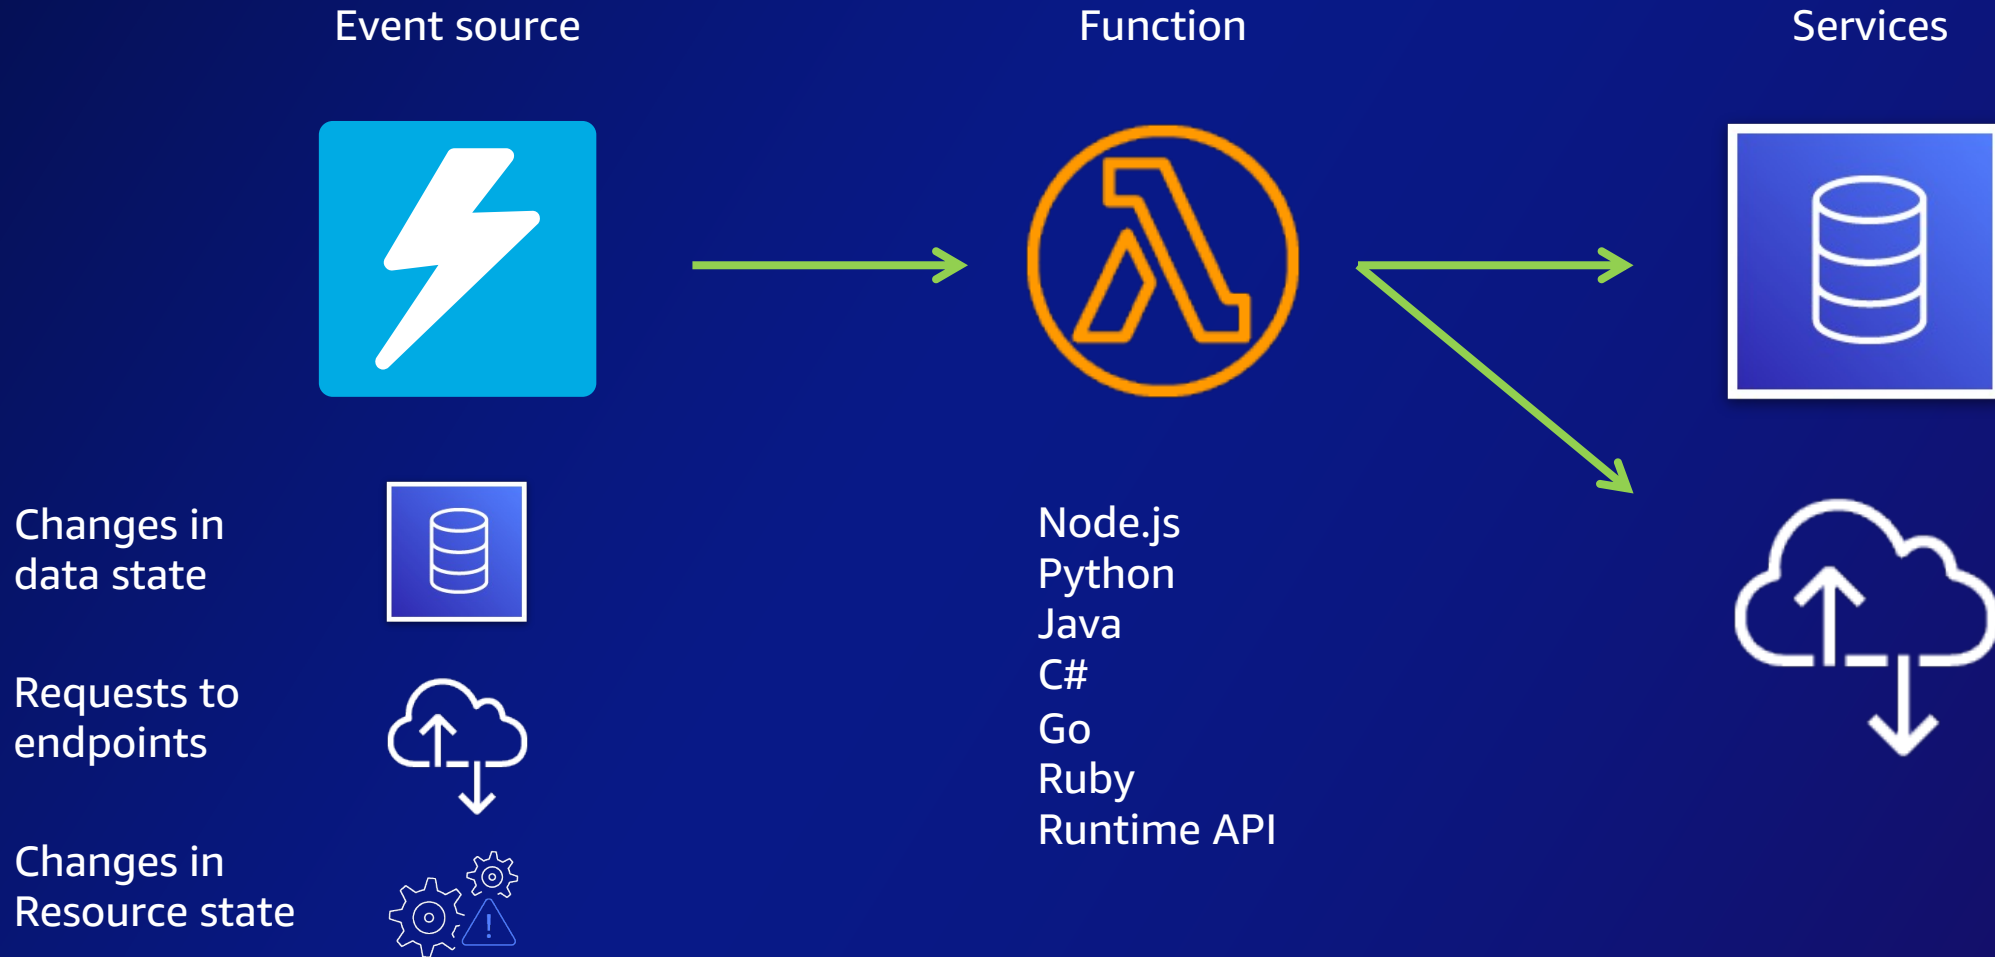 Event source
Function
Services
Changes in
data state
Requests to
endpoints
Changes in
Resource state
Node.js
Python
Java
C#
Go
Ruby
Runtime API